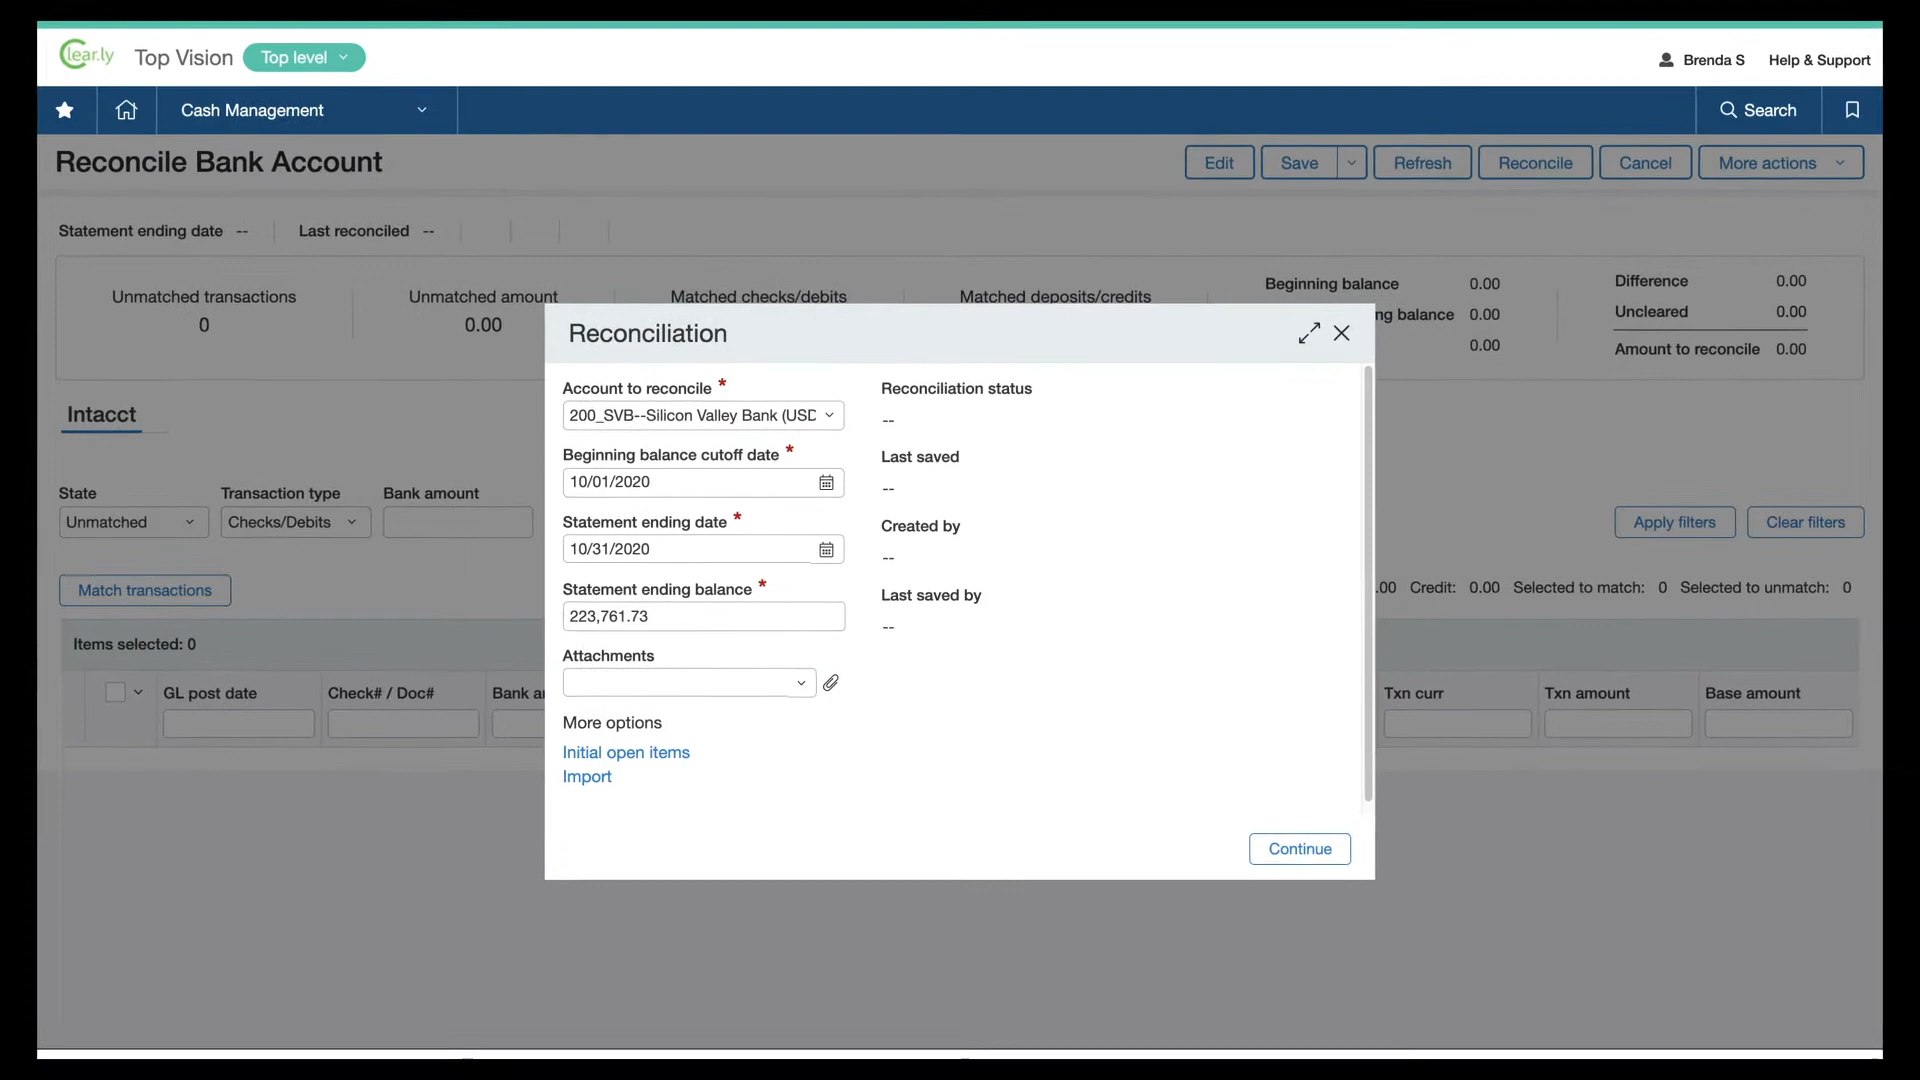 Clear.ly
Top Vision
Top level
Brenda S
Help & Support
Cash Management
Search
Reconcile Bank Account
Edit
Save
Refresh
Reconcile
Cancel
More actions
Statement ending date --
Last reconciled --
Unmatched transactions
0
Unmatched amount
0.00
Matched checks/debits
Matched deposits/credits
Beginning balance 0.00
ng balance 0.00
0.00
Difference 0.00
Uncleared 0.00
Amount to reconcile 0.00
Intacct
State
Unmatched
Transaction type
Checks/Debits
Bank amount
Apply filters
Clear filters
Match transactions
.00 Credit: 0.00 Selected to match: 0 Selected to unmatch: 0
Items selected: 0
GL post date
Check# / Doc#
Bank a
Txn curr
Txn amount
Base amount
Reconciliation
Account to reconcile *
200_SVB--Silicon Valley Bank (USD
Beginning balance cutoff date *
10/01/2020
Statement ending date *
10/31/2020
Statement ending balance *
223,761.73
Attachments
More options
Initial open items
Import
Reconciliation status
--
Last saved
--
Created by
--
Last saved by
--
Continue